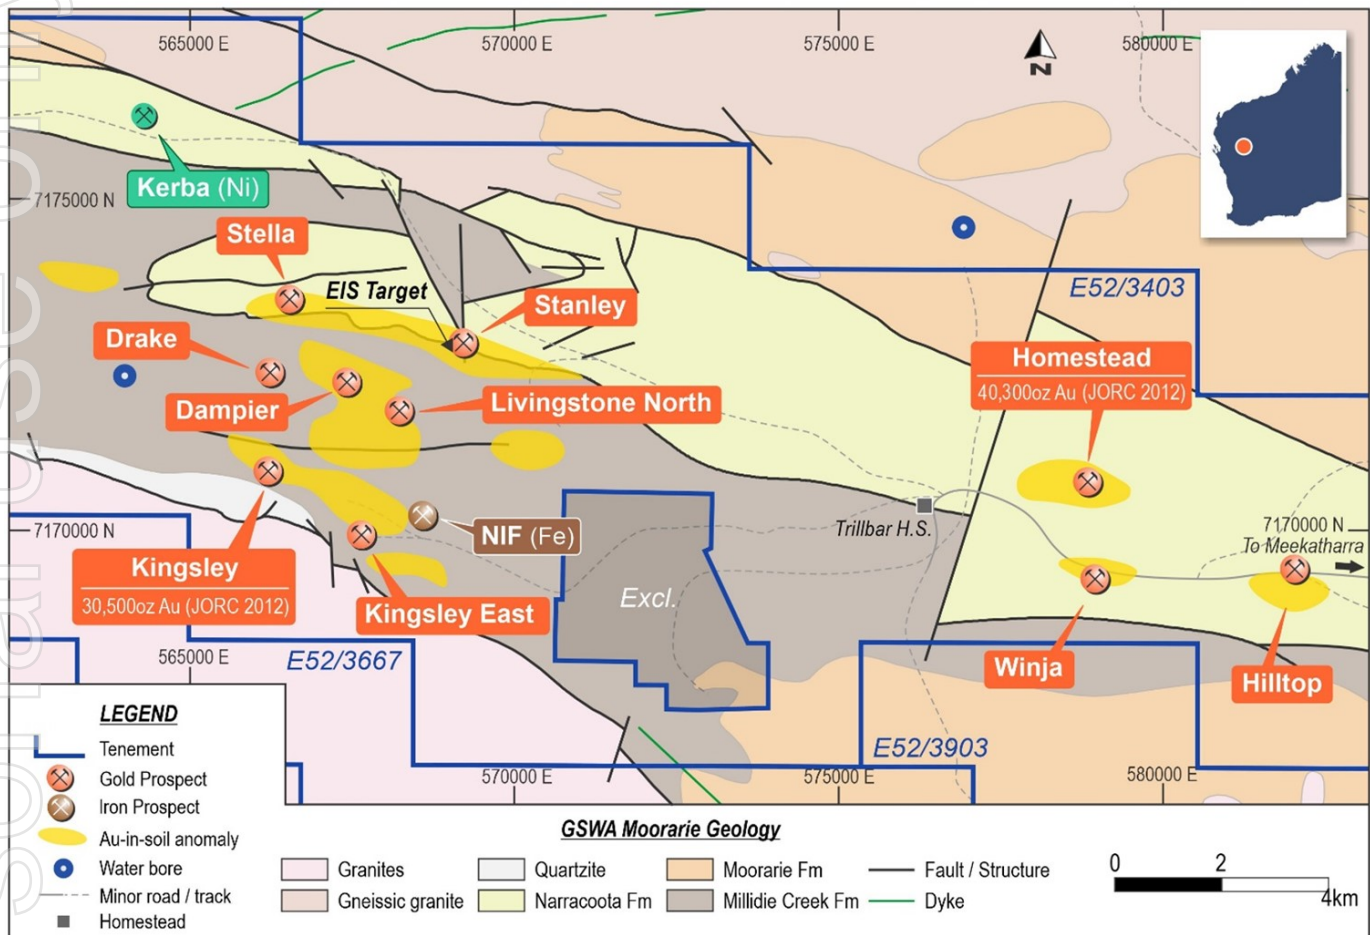 565000 E
570000 E
575000 E
580000 E
N
Kerba (Ni)
7175000 N
Stella
EIS Target
Stanley
E52/3403
Drake
Dampier
Livingstone North
Homestead
40,300oz Au (JORC 2012)
7170000 N
NIF (Fe)
Trillbar H.S.
7170000 N
To Meekatharra
Kingsley
30,500oz Au (JORC 2012)
Kingsley East
Excl.
565000 E
E52/3667
Winja
Hilltop
E52/3903
570000 E
575000 E
580000 E
LEGEND
Tenement
Gold Prospect
Iron Prospect
Au-in-soil anomaly
Water bore
Minor road / track
Homestead
GSWA Moorarie Geology
Granites
Quartzite
Moorarie Fm
Fault / Structure
Gneissic granite
Narracoota Fm
Millidie Creek Fm
Dyke
0
2
4km